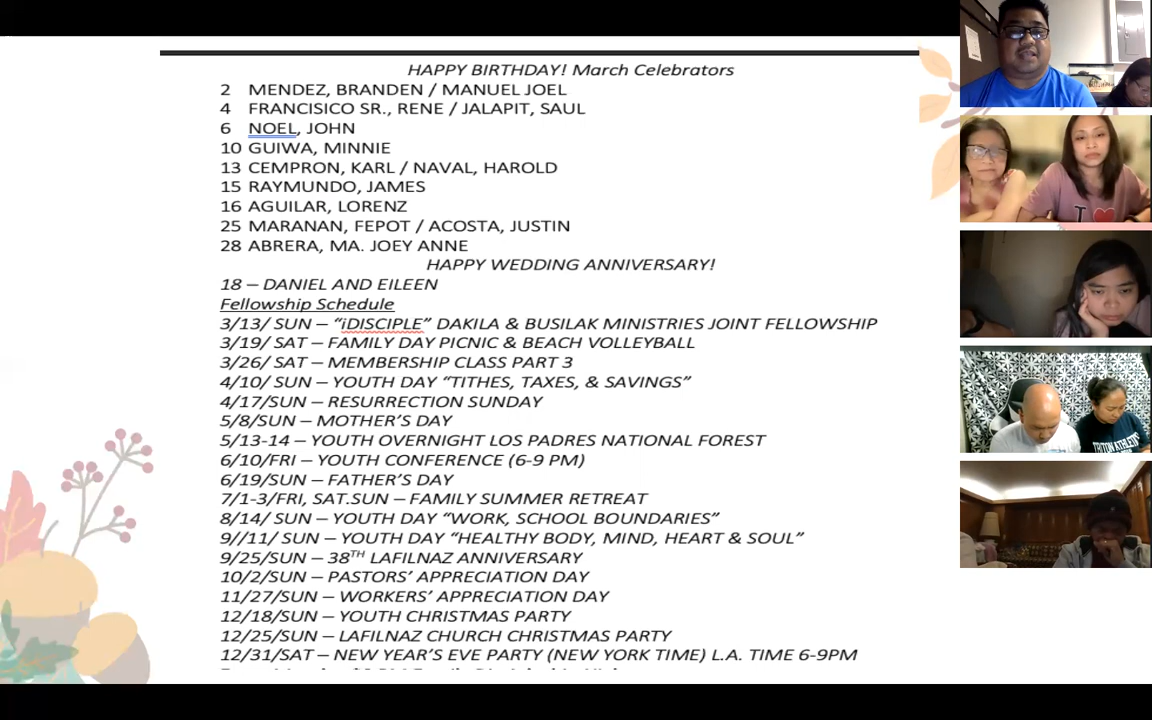 HAPPY BIRTHDAY! March Celebrators
2 MENDEZ, BRANDEN / MANUEL JOEL
4 FRANCISICO SR., RENE / JALAPIT, SAUL
6 NOEL, JOHN
10 GUIWA, MINNIE
13 CEMPRON, KARL / NAVAL, HAROLD
15 RAYMUNDO, JAMES
16 AGUILAR, LORENZ
25 MARANAN, FEPOT / ACOSTA, JUSTIN
28 ABRERA, MA. JOEY ANNE
HAPPY WEDDING ANNIVERSARY!
18 – DANIEL AND EILEEN
Fellowship Schedule
3/13/ SUN – “iDISCIPLE” DAKILA & BUSILAK MINISTRIES JOINT FELLOWSHIP
3/19/ SAT – FAMILY DAY PICNIC & BEACH VOLLEYBALL
3/26/ SAT – MEMBERSHIP CLASS PART 3
4/10/ SUN – YOUTH DAY “TITHES, TAXES, & SAVINGS”
4/17/SUN – RESURRECTION SUNDAY
5/8/SUN – MOTHER’S DAY
5/13-14 – YOUTH OVERNIGHT LOS PADRES NATIONAL FOREST
6/10/FRI – YOUTH CONFERENCE (6-9 PM)
6/19/SUN – FATHER’S DAY
7/1-3/FRI, SAT.SUN – FAMILY SUMMER RETREAT
8/14/ SUN – YOUTH DAY “WORK, SCHOOL BOUNDARIES”
9//11/ SUN – YOUTH DAY “HEALTHY BODY, MIND, HEART & SOUL”
9/25/SUN – 38TH LAFILNAZ ANNIVERSARY
10/2/SUN – PASTORS’ APPRECIATION DAY
11/27/SUN – WORKERS’ APPRECIATION DAY
12/18/SUN – YOUTH CHRISTMAS PARTY
12/25/SUN – LAFILNAZ CHURCH CHRISTMAS PARTY
12/31/SAT – NEW YEAR’S EVE PARTY (NEW YORK TIME) L.A. TIME 6-9PM
I
TRITON